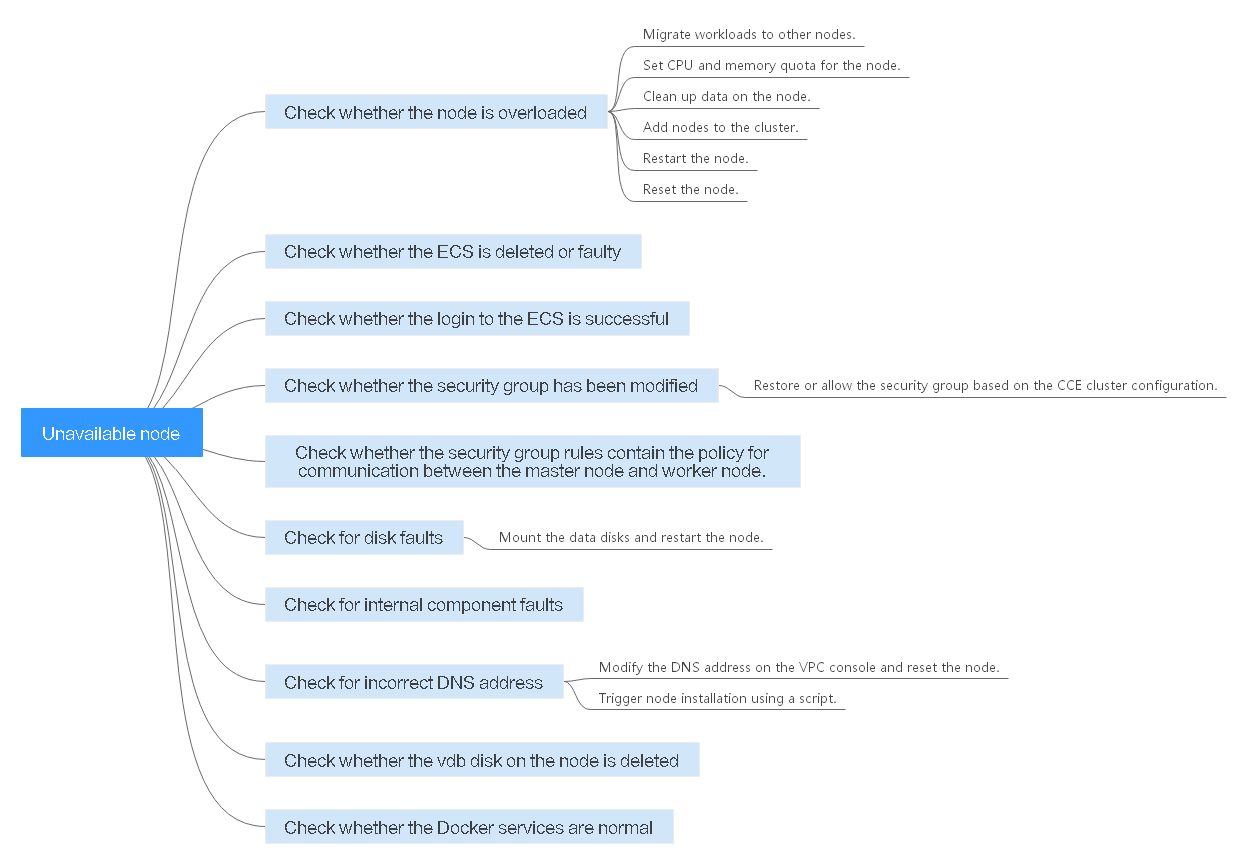 Unavailable node
Check whether the node is overloaded
Migrate workloads to other nodes.
Set CPU and memory quota for the node.
Clean up data on the node.
Add nodes to the cluster.
Restart the node.
Reset the node.
Check whether the ECS is deleted or faulty
Check whether the login to the ECS is successful
Check whether the security group has been modified
Restore or allow the security group based on the CCE cluster configuration.
Check whether the security group rules contain the policy for
communication between the master node and worker node.
Check for disk faults
Mount the data disks and restart the node.
Check for internal component faults
Check for incorrect DNS address
Modify the DNS address on the VPC console and reset the node.
Trigger node installation using a script.
Check whether the vdb disk on the node is deleted
Check whether the Docker services are normal